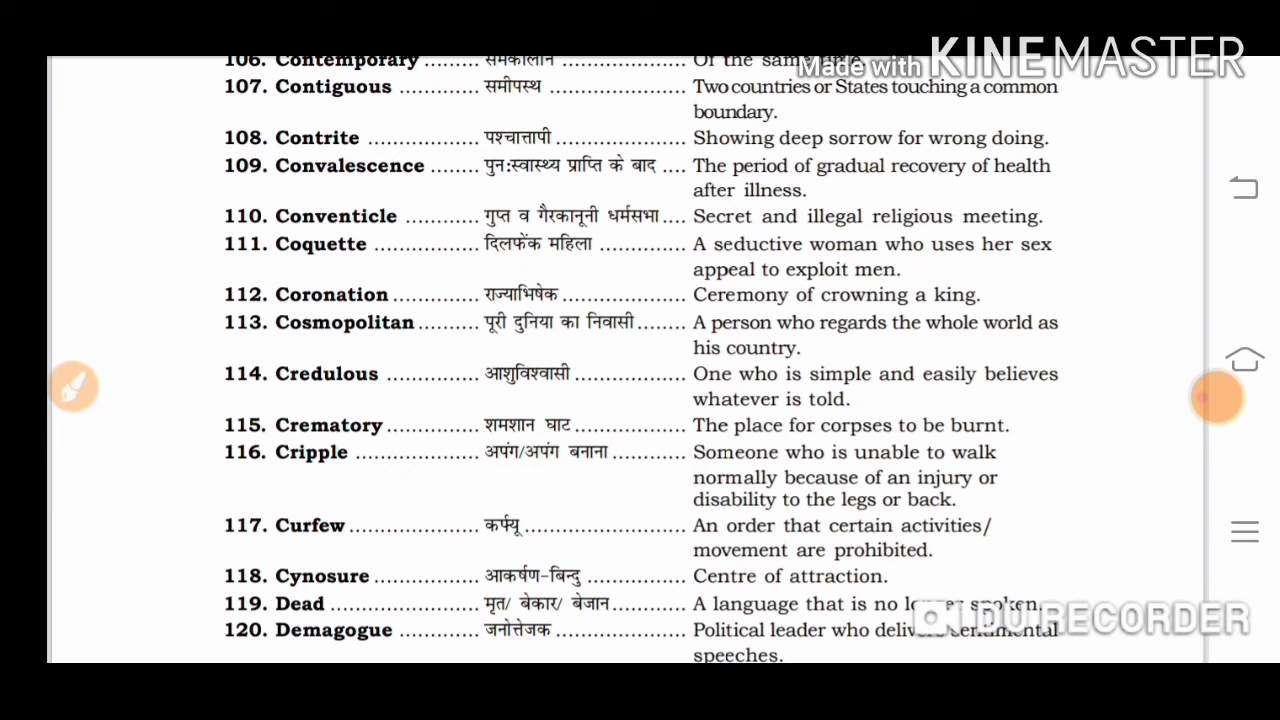 106. Contemporary ........ समकालीन .................. Of the same
Made with KINEMASTER
107. Contiguous ............. समीपस्थ .................... Two countries or States touching a common
boundary.
108. Contrite .................. पश्चात्तापी ................... Showing deep sorrow for wrong doing.
109. Convalescence ........ पुनःस्वास्थ्य प्राप्ति के बाद .... The period of gradual recovery of health
after illness.
110. Conventicle ............ गुप्त व गैरकानूनी धर्मसभा .... Secret and illegal religious meeting.
111. Coquette ................. दिलफेंक महिला .............. A seductive woman who uses her sex
appeal to exploit men.
112. Coronation .............. राज्याभिषेक .................... Ceremony of crowning a king.
113. Cosmopolitan .......... पूरी दुनिया का निवासी ........ A person who regards the whole world as
his country.
114. Credulous ............... आशुविश्वासी .................. One who is simple and easily believes
whatever is told.
115. Crematory ............... शमशान घाट .................. The place for corpses to be burnt.
116. Cripple .................... अपंग/अपंग बनाना ............ Someone who is unable to walk
normally because of an injury or
disability to the legs or back.
117. Curfew ..................... कर्फ्यू .......................... An order that certain activities/
movement are prohibited.
118. Cynosure ................. आकर्षण-बिन्दु ................ Centre of attraction.
119. Dead ........................ मृत/ बेकार/ बेजान ............ A language that is no longer spoken.
120. Demagogue ............ जनोत्तेजक ..................... Political leader who delivers sentimental
DU RECORDER
speeches.